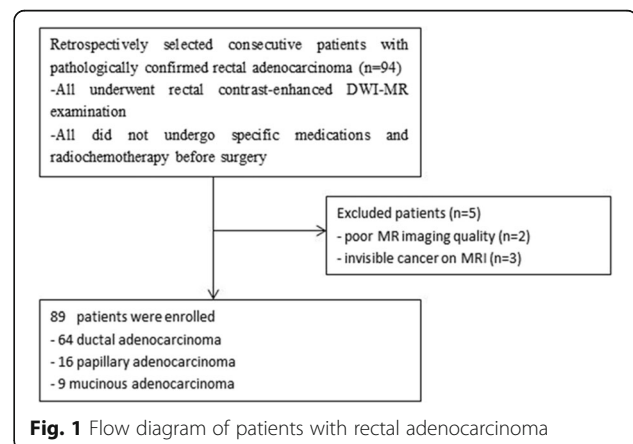 Retrospectively selected consecutive patients with
pathologically confirmed rectal adenocarcinoma (n=94)
-All underwent rectal contrast-enhanced DWI-MR
examination
-All did not undergo specific medications and
radiochemotherapy before surgery
Excluded patients (n=5)
- poor MR imaging quality (n=2)
- invisible cancer on MRI (n=3)
89 patients were enrolled
- 64 ductal adenocarcinoma
- 16 papillary adenocarcinoma
- 9 mucinous adenocarcinoma
Fig. 1 Flow diagram of patients with rectal adenocarcinoma